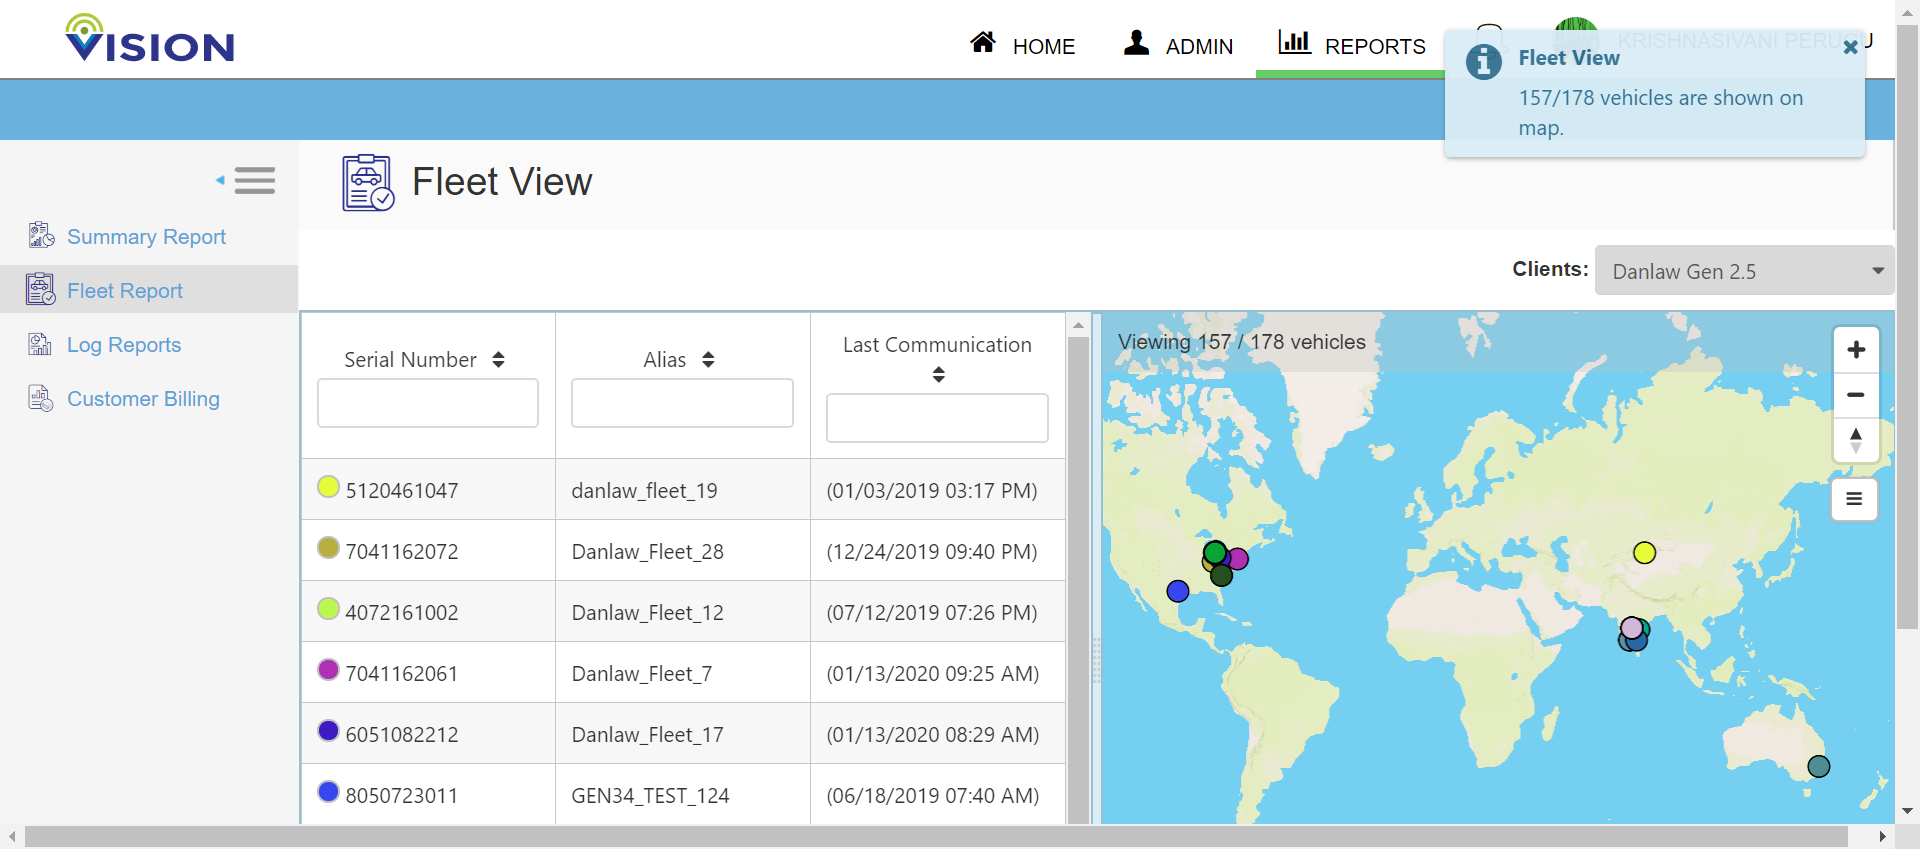 VISION
HOME
ADMIN
REPORTS
KRISHNASIVANI PERUGU
Fleet View
157/178 vehicles are shown on
map.
Fleet View
Summary Report
Fleet Report
Log Reports
Customer Billing
Clients:
Danlaw Gen 2.5
Serial Number
Alias
Last Communication
5120461047
danlaw_fleet_19
(01/03/2019 03:17 PM)
7041162072
Danlaw_Fleet_28
(12/24/2019 09:40 PM)
4072161002
Danlaw_Fleet_12
(07/12/2019 07:26 PM)
7041162061
Danlaw_Fleet_7
(01/13/2020 09:25 AM)
6051082212
Danlaw_Fleet_17
(01/13/2020 08:29 AM)
8050723011
GEN34_TEST_124
(06/18/2019 07:40 AM)
Viewing 157 / 178 vehicles